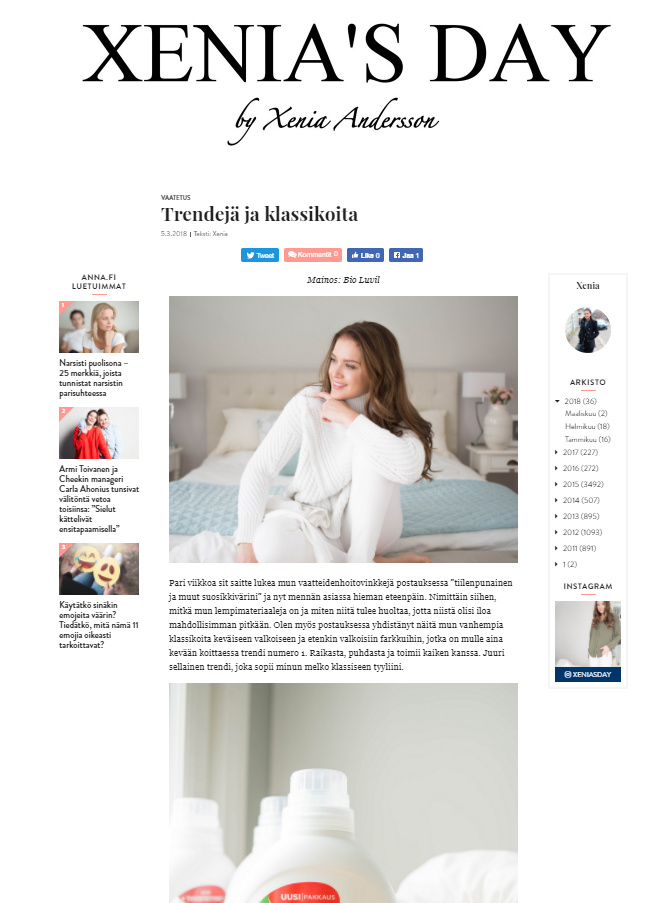 XENIA'S DAY
by Xenia Andersson
VAATETUS
Trendejä ja klassikoita
5.3.2018 | Teksti: Xenia
Tweet
Kommentit 0
Like 0
Jaa 1
ANNA.FI
LUETUIMMAT
1
Narsisti puolisona –
25 merkkiä, joista
tunnistat narsistin
parisuhteessa
2
Armi Toivanen ja
Cheekin manageri
Carla Ahonius tunsivat
välitöntä vetoa
toisiinsa: ”Sielut
kättelivät
ensitapaamisella”
3
Käytätkö sinäkin
emojeita väärin?
Tiedätkö, mitä nämä 11
emojia oikeasti
tarkoittavat?
Mainos: Bio Luvil
Pari viikkoa sit saitte lukea mun vaatteidenhoitovinkkejä postauksessa "tiilenpunainen
ja muut suosikkivärini" ja nyt mennän asiassa hieman eteenpäin. Nimittäin siihen,
mitkä mun lempimateriaaleja on ja miten niitä tulee huoltaa, jotta niistä olisi iloa
mahdollisimman pitkään. Olen myös postauksessa yhdistänyt näitä mun vanhempia
klassikoita keväiseen valkoiseen ja etenkin valkoisiin farkkuihin, jotka on mulle aina
kevään koittaessa trendi numero 1. Raikasta, puhdasta ja toimii kaiken kanssa. Juuri
sellainen trendi, joka sopii minun melko klassiseen tyyliini.
UUSI PAKKAUS
Xenia
ARKISTO
2018 (36)
Maaliskuu (2)
Helmikuu (18)
Tammikuu (16)
2017 (227)
2016 (272)
2015 (3492)
2014 (507)
2013 (895)
2012 (1093)
2011 (891)
1 (2)
INSTAGRAM
XENIASDAY